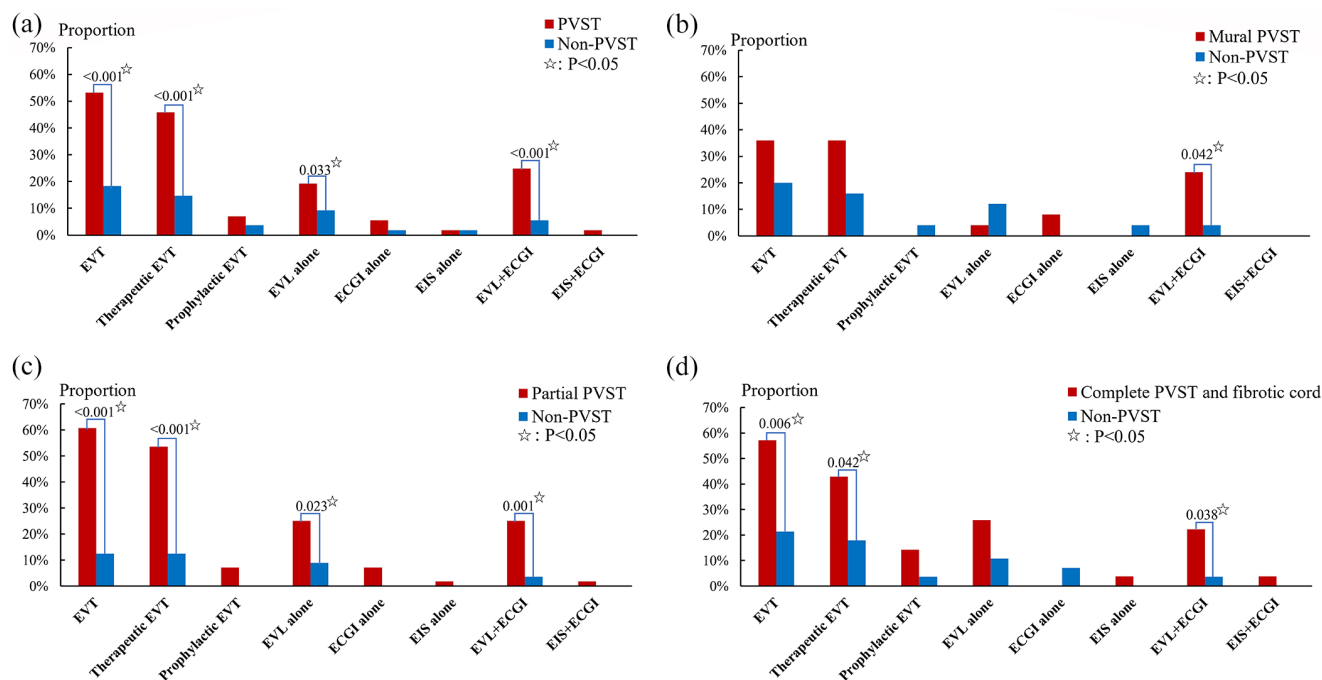 (a)
Proportion
PVST
Non-PVST
☆: P<0.05
70%
60%
50%
40%
30%
20%
10%
0%
<0.001☆
<0.001☆
0.033☆
<0.001☆
EVT
Therapeutic EVT
Prophylactic EVT
EVL alone
ECGI alone
EIS alone
EVL+ECGI
EIS+ECGI
(b)
Proportion
Mural PVST
Non-PVST
☆: P<0.05
70%
60%
50%
40%
30%
20%
10%
0%
0.042☆
EVT
Therapeutic EVT
Prophylactic EVT
EVL alone
ECGI alone
EIS alone
EVL+ECGI
EIS+ECGI
(c)
Proportion
Partial PVST
Non-PVST
☆: P<0.05
70%
60%
50%
40%
30%
20%
10%
0%
<0.001☆
<0.001☆
0.023☆
0.001☆
EVT
Therapeutic EVT
Prophylactic EVT
EVL alone
ECGI alone
EIS alone
EVL+ECGI
EIS+ECGI
(d)
Proportion
Complete PVST and fibrotic cord
Non-PVST
☆: P<0.05
70%
60%
50%
40%
30%
20%
10%
0%
0.006☆
0.042☆
0.038☆
EVT
Therapeutic EVT
Prophylactic EVT
EVL alone
ECGI alone
EIS alone
EVL+ECGI
EIS+ECGI